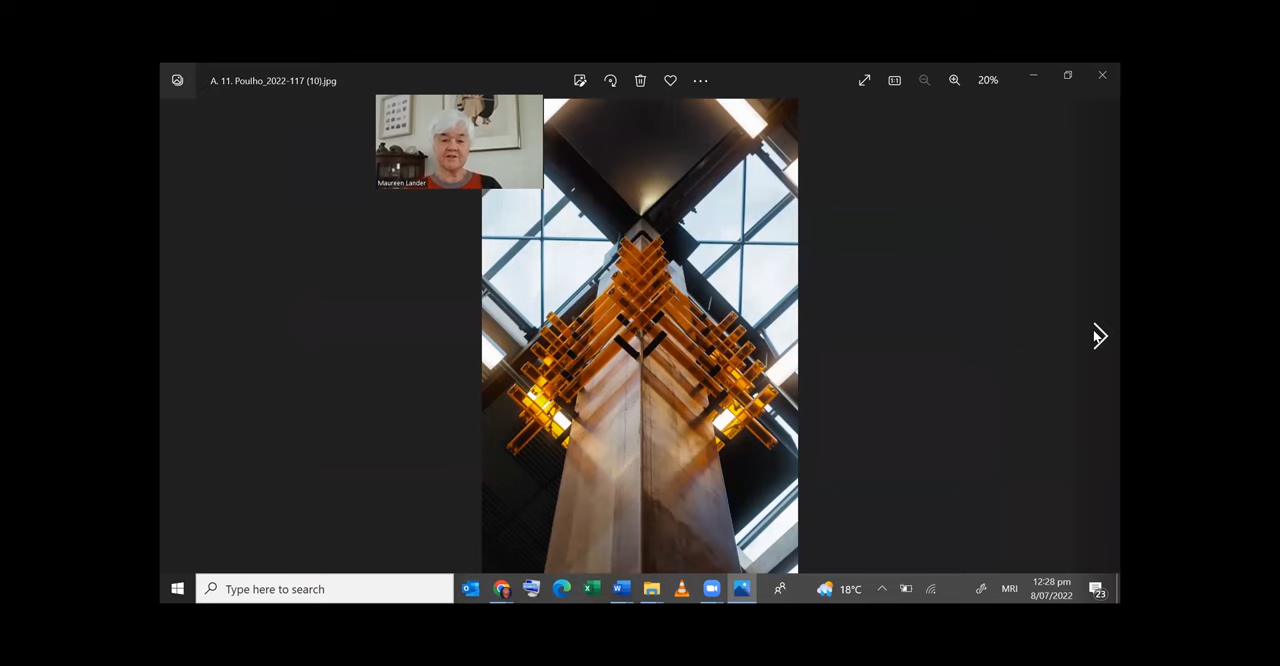 A. 11. Poulho_2022-117 (10).jpg
20%
Maureen Lander
Type here to search
18°C
MRI
12:28 pm
8/07/2022
23